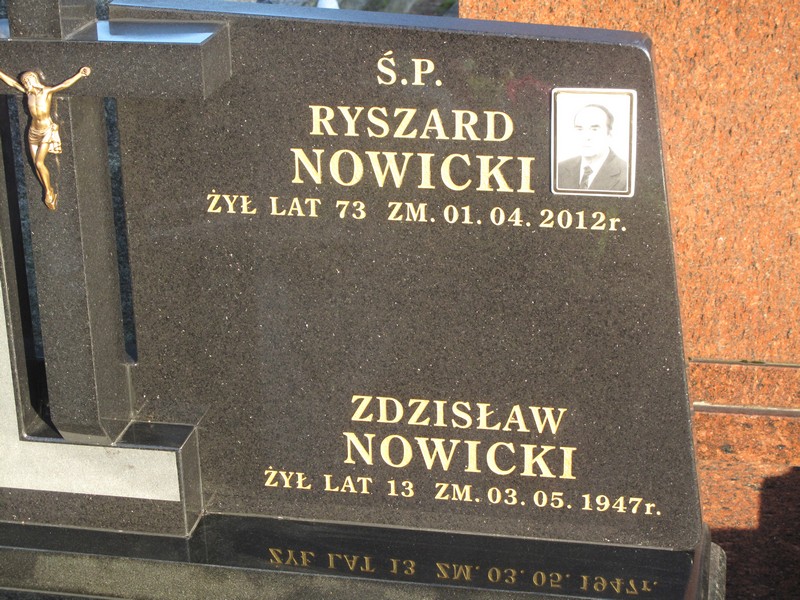 Ś.P.
RYSZARD
NOWICKI
ŻYŁ LAT 73 ZM. 01. 04. 2012r.
ZDZISŁAW
NOWICKI
ŻYŁ LAT 13 ZM. 03. 05. 1947r.